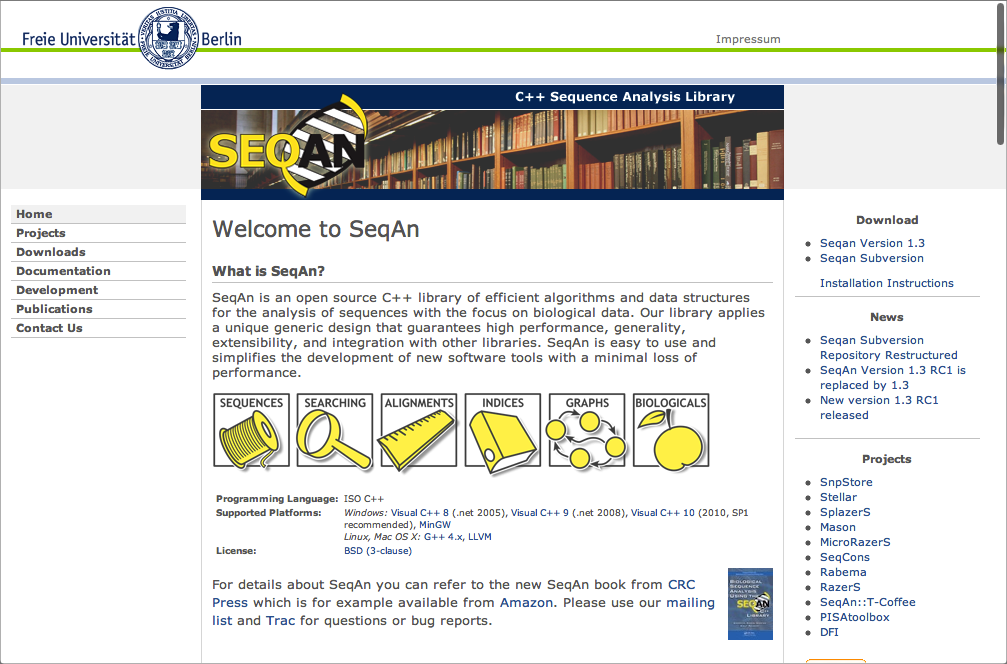 Freie Universität Berlin
Impressum
C++ Sequence Analysis Library
SEQAN
Home
Projects
Downloads
Documentation
Development
Publications
Contact Us
Welcome to SeqAn
What is SeqAn?
SeqAn is an open source C++ library of efficient algorithms and data structures
for the analysis of sequences with the focus on biological data. Our library applies
a unique generic design that guarantees high performance, generality,
extensibility, and integration with other libraries. SeqAn is easy to use and
simplifies the development of new software tools with a minimal loss of
performance.
SEQUENCES SEARCHING ALIGNMENTS INDICES GRAPHS BIOLOGICALS
Programming Language: ISO C++
Supported Platforms: Windows: Visual C++ 8 (.net 2005), Visual C++ 9 (.net 2008), Visual C++ 10 (2010, SP1
recommended), MinGW
Linux, Mac OS X: G++ 4.x, LLVM
License: BSD (3-clause)
For details about SeqAn you can refer to the new SeqAn book from CRC
Press which is for example available from Amazon. Please use our mailing
list and Trac for questions or bug reports.
BIOLOGICAL
SEQUENCE
ANALYSIS
USING THE
SEQAN
C++
LIBRARY
Download
Seqan Version 1.3
Seqan Subversion
Installation Instructions
News
Seqan Subversion
Repository Restructured
SeqAn Version 1.3 RC1 is
replaced by 1.3
New version 1.3 RC1
released
Projects
SnpStore
Stellar
SplazerS
Mason
MicroRazerS
SeqCons
Rabema
RazerS
SeqAn::T-Coffee
PISAtoolbox
DFI